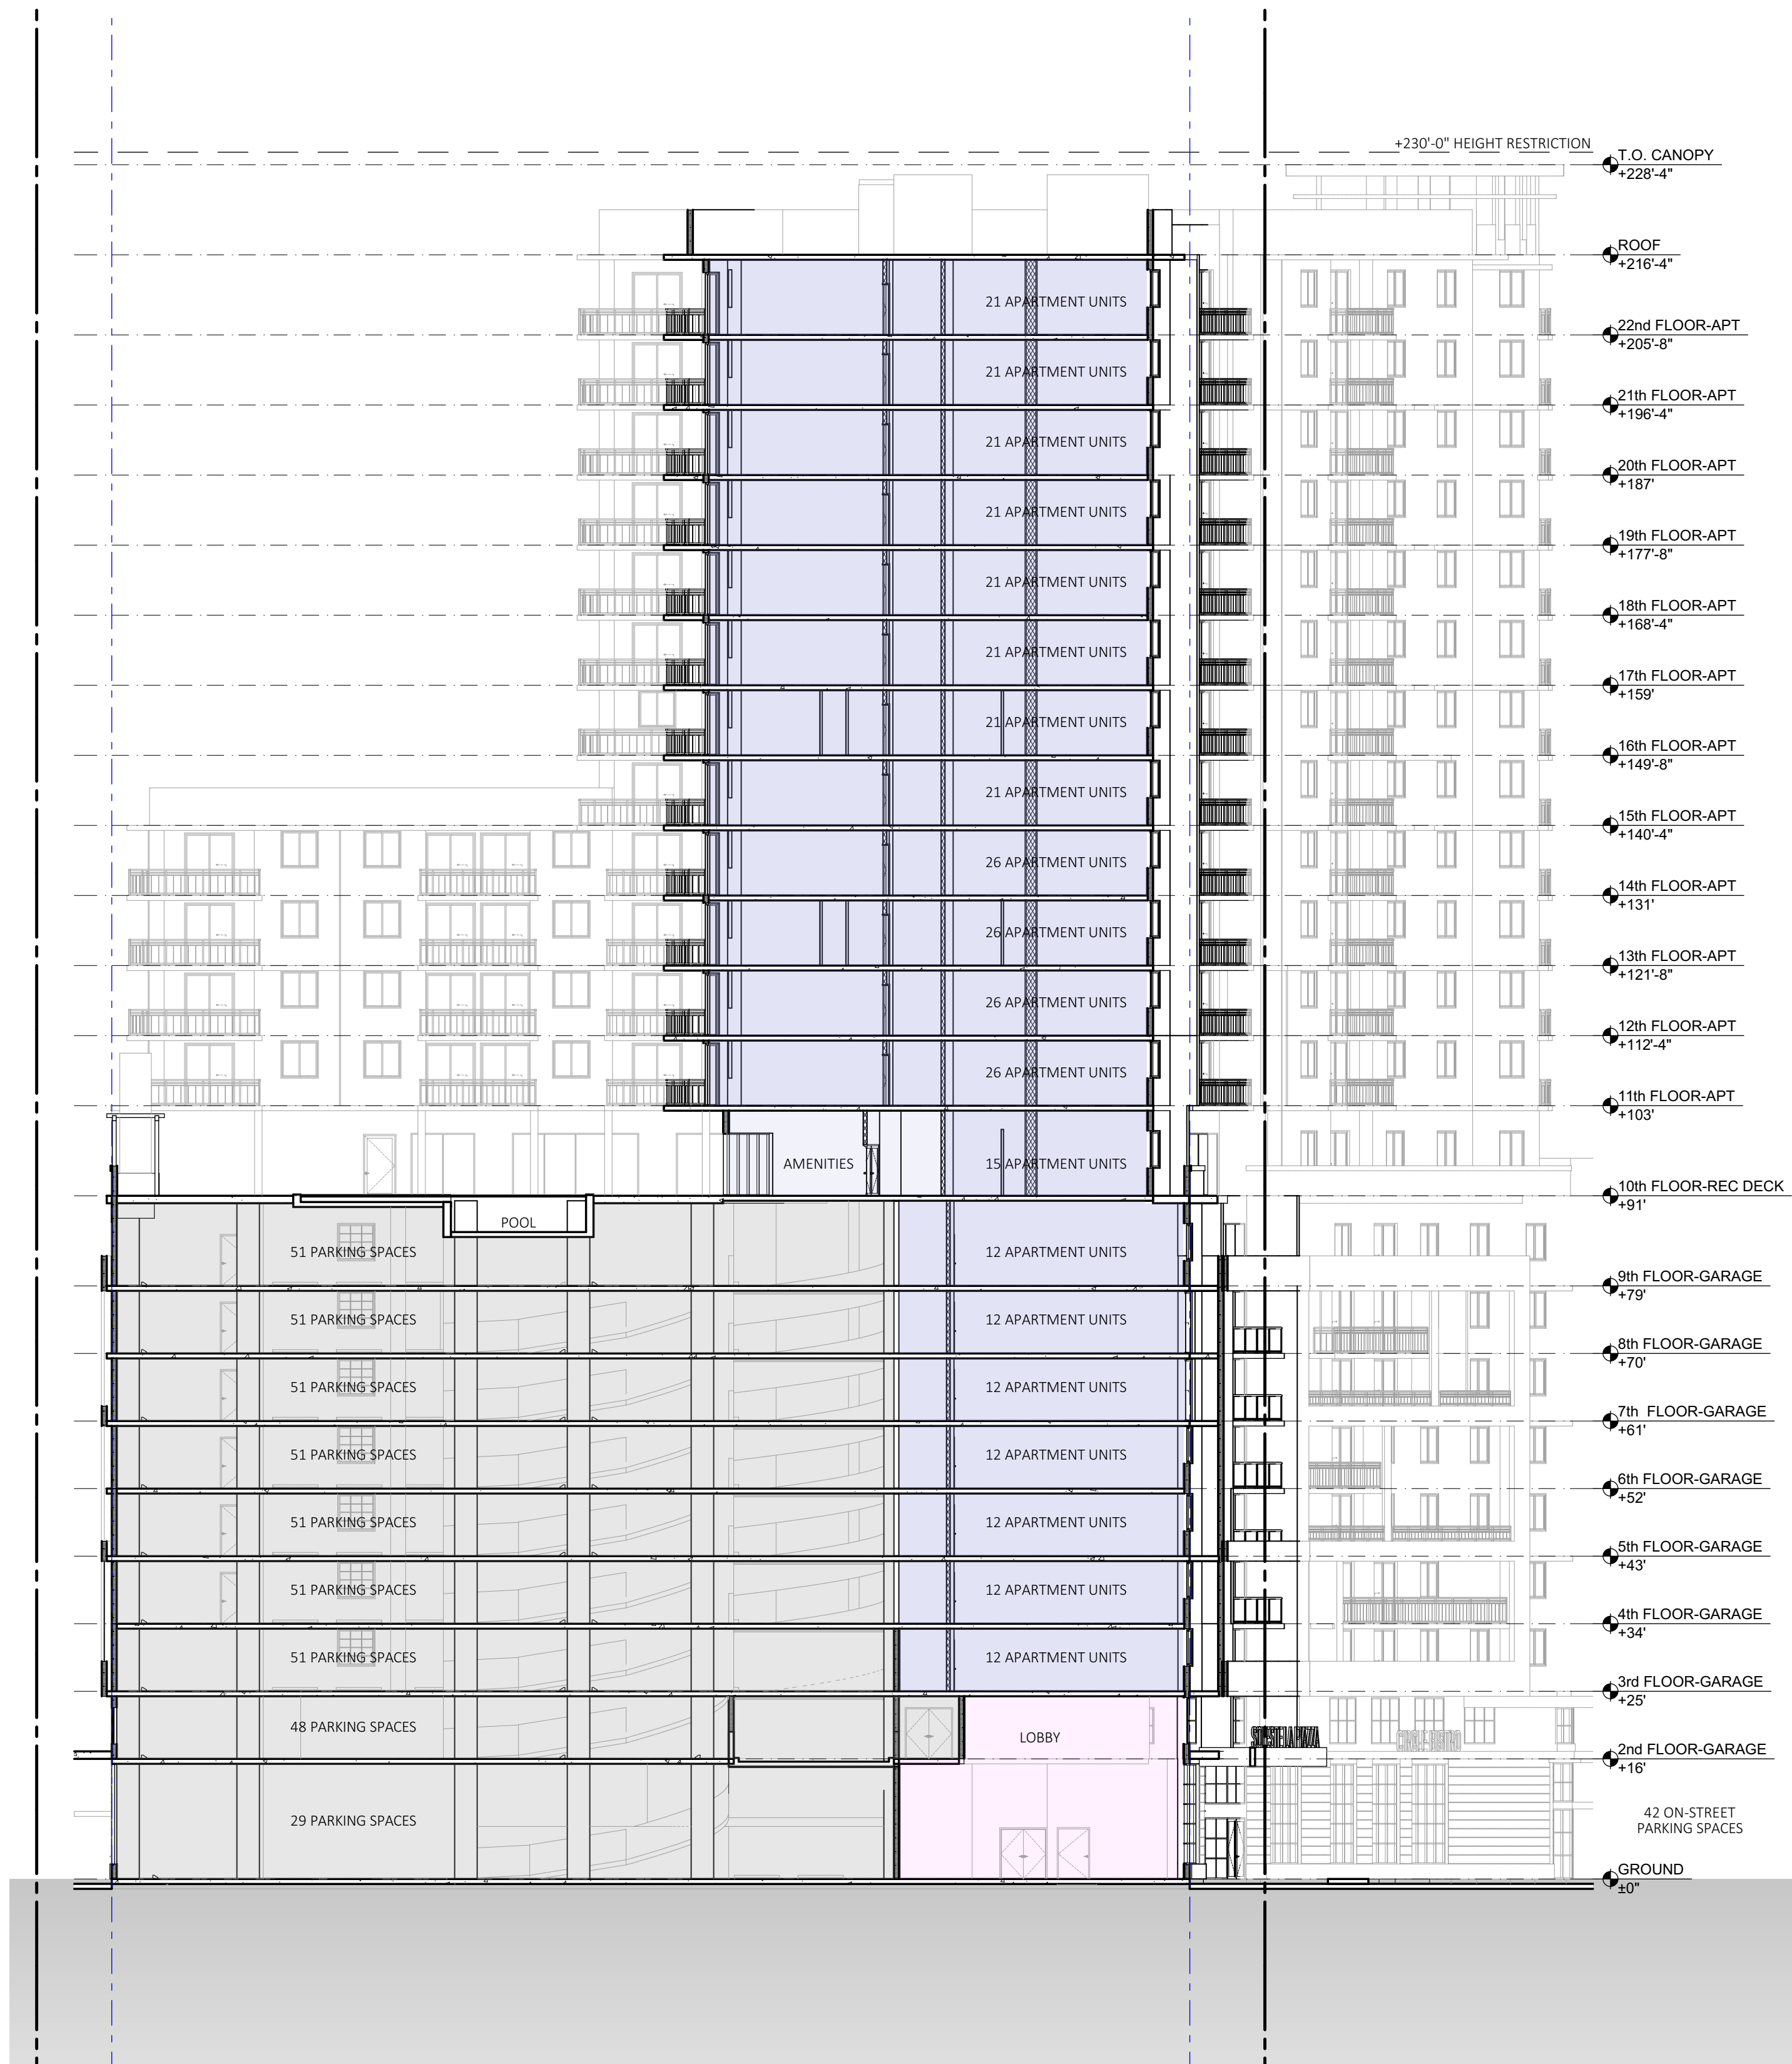 +230'-0" HEIGHT RESTRICTION
T.O. CANOPY
+228'-4"
ROOF
+216'-4"
21 APARTMENT UNITS
22nd FLOOR-APT
+205'-8"
21 APARTMENT UNITS
21th FLOOR-APT
+196'-4"
21 APARTMENT UNITS
20th FLOOR-APT
+187'
21 APARTMENT UNITS
19th FLOOR-APT
+177'-8"
21 APARTMENT UNITS
18th FLOOR-APT
+168'-4"
21 APARTMENT UNITS
17th FLOOR-APT
+159'
21 APARTMENT UNITS
16th FLOOR-APT
+149'-8"
21 APARTMENT UNITS
15th FLOOR-APT
+140'-4"
26 APARTMENT UNITS
14th FLOOR-APT
+131'
26 APARTMENT UNITS
13th FLOOR-APT
+121'-8"
26 APARTMENT UNITS
12th FLOOR-APT
+112'-4"
26 APARTMENT UNITS
11th FLOOR-APT
+103'
AMENITIES
15 APARTMENT UNITS
10th FLOOR-REC DECK
+91'
POOL
51 PARKING SPACES
12 APARTMENT UNITS
9th FLOOR-GARAGE
+79'
51 PARKING SPACES
12 APARTMENT UNITS
8th FLOOR-GARAGE
+70'
51 PARKING SPACES
12 APARTMENT UNITS
7th FLOOR-GARAGE
+61'
51 PARKING SPACES
12 APARTMENT UNITS
6th FLOOR-GARAGE
+52'
51 PARKING SPACES
12 APARTMENT UNITS
5th FLOOR-GARAGE
+43'
51 PARKING SPACES
12 APARTMENT UNITS
4th FLOOR-GARAGE
+34'
51 PARKING SPACES
12 APARTMENT UNITS
3rd FLOOR-GARAGE
+25'
48 PARKING SPACES
LOBBY
2nd FLOOR-GARAGE
+16'
29 PARKING SPACES
42 ON-STREET
PARKING SPACES
GROUND
±0"